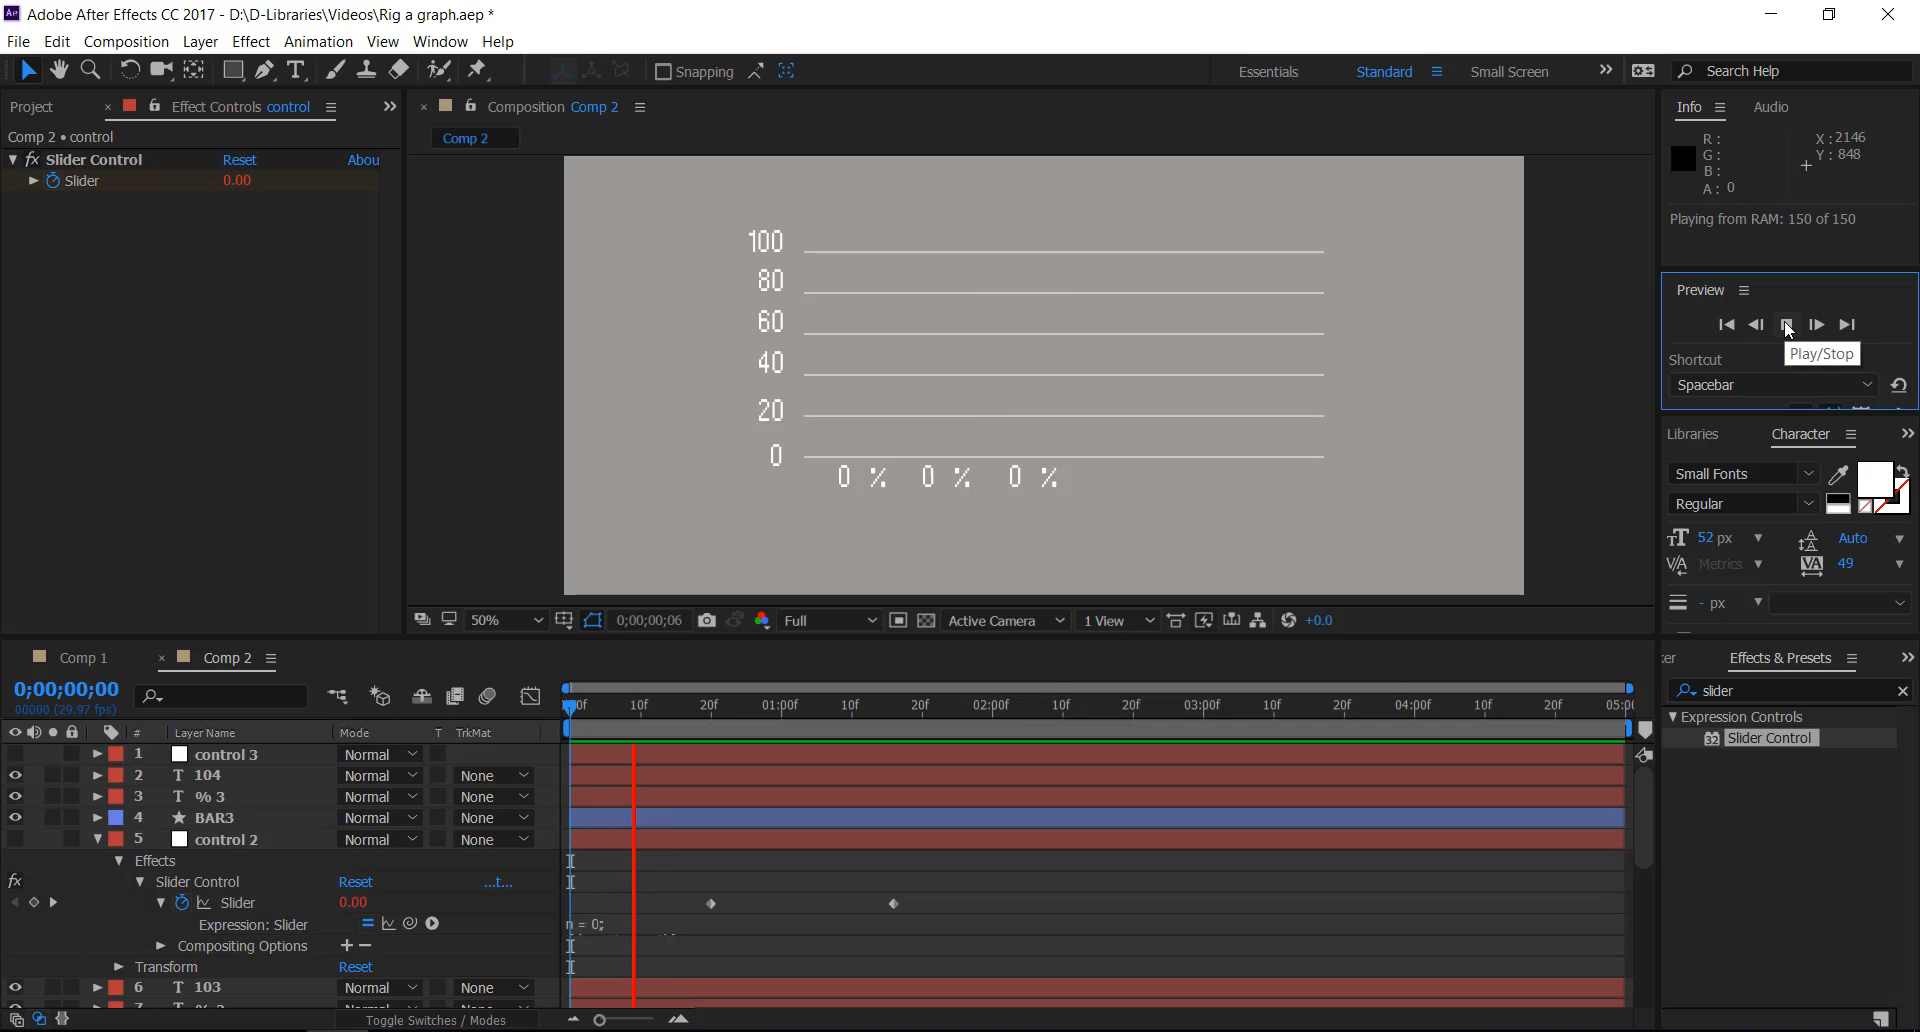 Adobe After Effects CC 2017 - D:\D-Libraries\Videos\Rig a graph.aep *
File Edit Composition Layer Effect Animation View Window Help
Snapping
Essentials Standard Small Screen
Search Help
Project
Effect Controls control
Composition Comp 2
Info Audio
Comp 2 • control
Comp 2
fx Slider Control Reset Abou
Slider 0.00
R:
G:
B:
A: 0
X: 2146
Y: 848
Playing from RAM: 150 of 150
100
80
60
40
20
0
0 % 0 % 0 %
Preview
Play/Stop
Shortcut
Spacebar
Libraries Character
Small Fonts
Regular
52 px Auto
Metrics 49
- px
50% 0;00;00;06 Full Active Camera 1 View +0.0
Comp 1 Comp 2
ker Effects & Presets
0;00;00;00
00000 (29.97 fps)
0f 10f 20f 01:00f 10f 20f 02:00f 10f 20f 03:00f 10f 20f 04:00f 10f 20f 05:0
slider
Expression Controls
32 Slider Control
# Layer Name Mode T TrkMat
1 control 3 Normal
2 T 104 Normal None
3 T % 3 Normal None
4 BAR3 Normal None
5 control 2 Normal None
Effects
fx Slider Control Reset ...t...
Slider 0.00
Expression: Slider n = 0;
Compositing Options
Transform Reset
6 T 103 Normal None
Toggle Switches / Modes